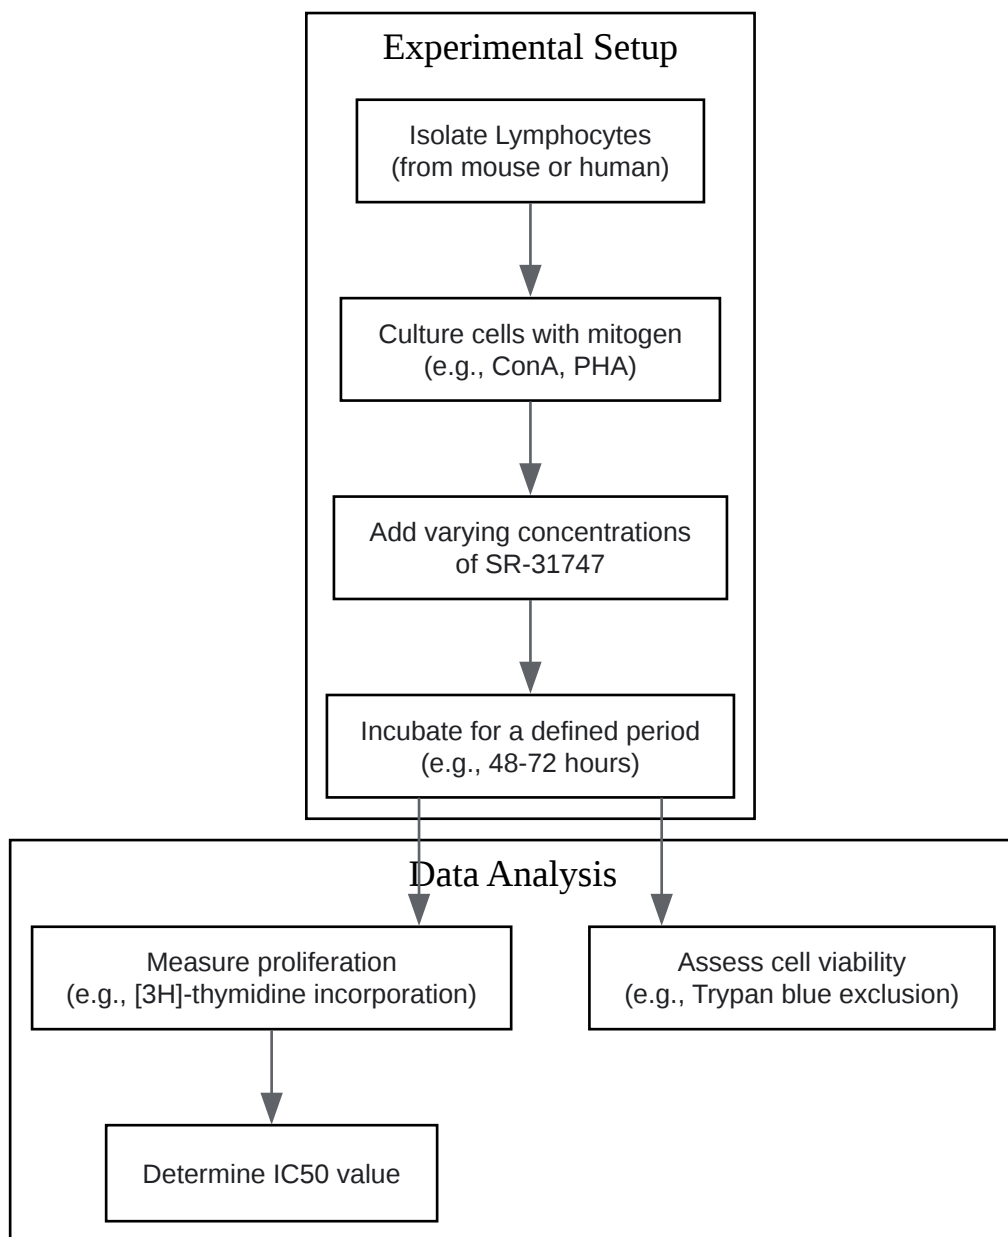 Experimental Setup
Isolate Lymphocytes
(from mouse or human)
Culture cells with mitogen
(e.g., ConA, PHA)
Add varying concentrations
of SR-31747
Incubate for a defined period
(e.g., 48-72 hours)
Data Analysis
Measure proliferation
(e.g., [3H]-thymidine incorporation)
Assess cell viability
(e.g., Trypan blue exclusion)
Determine IC50 value